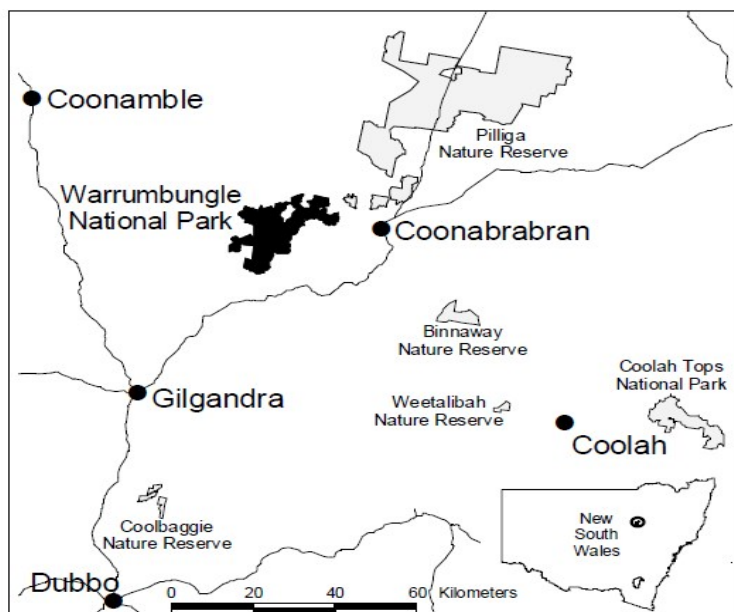 Coonamble
Pilliga
Nature Reserve
Warrumbungle
National Park
Coonabrabran
Binnaway
Nature Reserve
Coolah Tops
National Park
Gilgandra
Weetalibah
Nature Reserve
Coolah
Coolbaggie
Nature Reserve
New
South
Wales
Dubbo
0 20 40 60 Kilometers